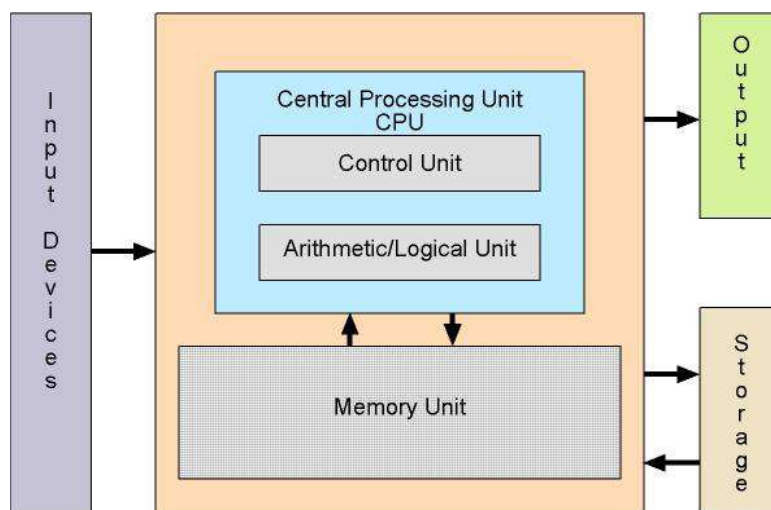 Input Devices
Central Processing Unit
CPU
Control Unit
Arithmetic/Logical Unit
Memory Unit
Output
Storage